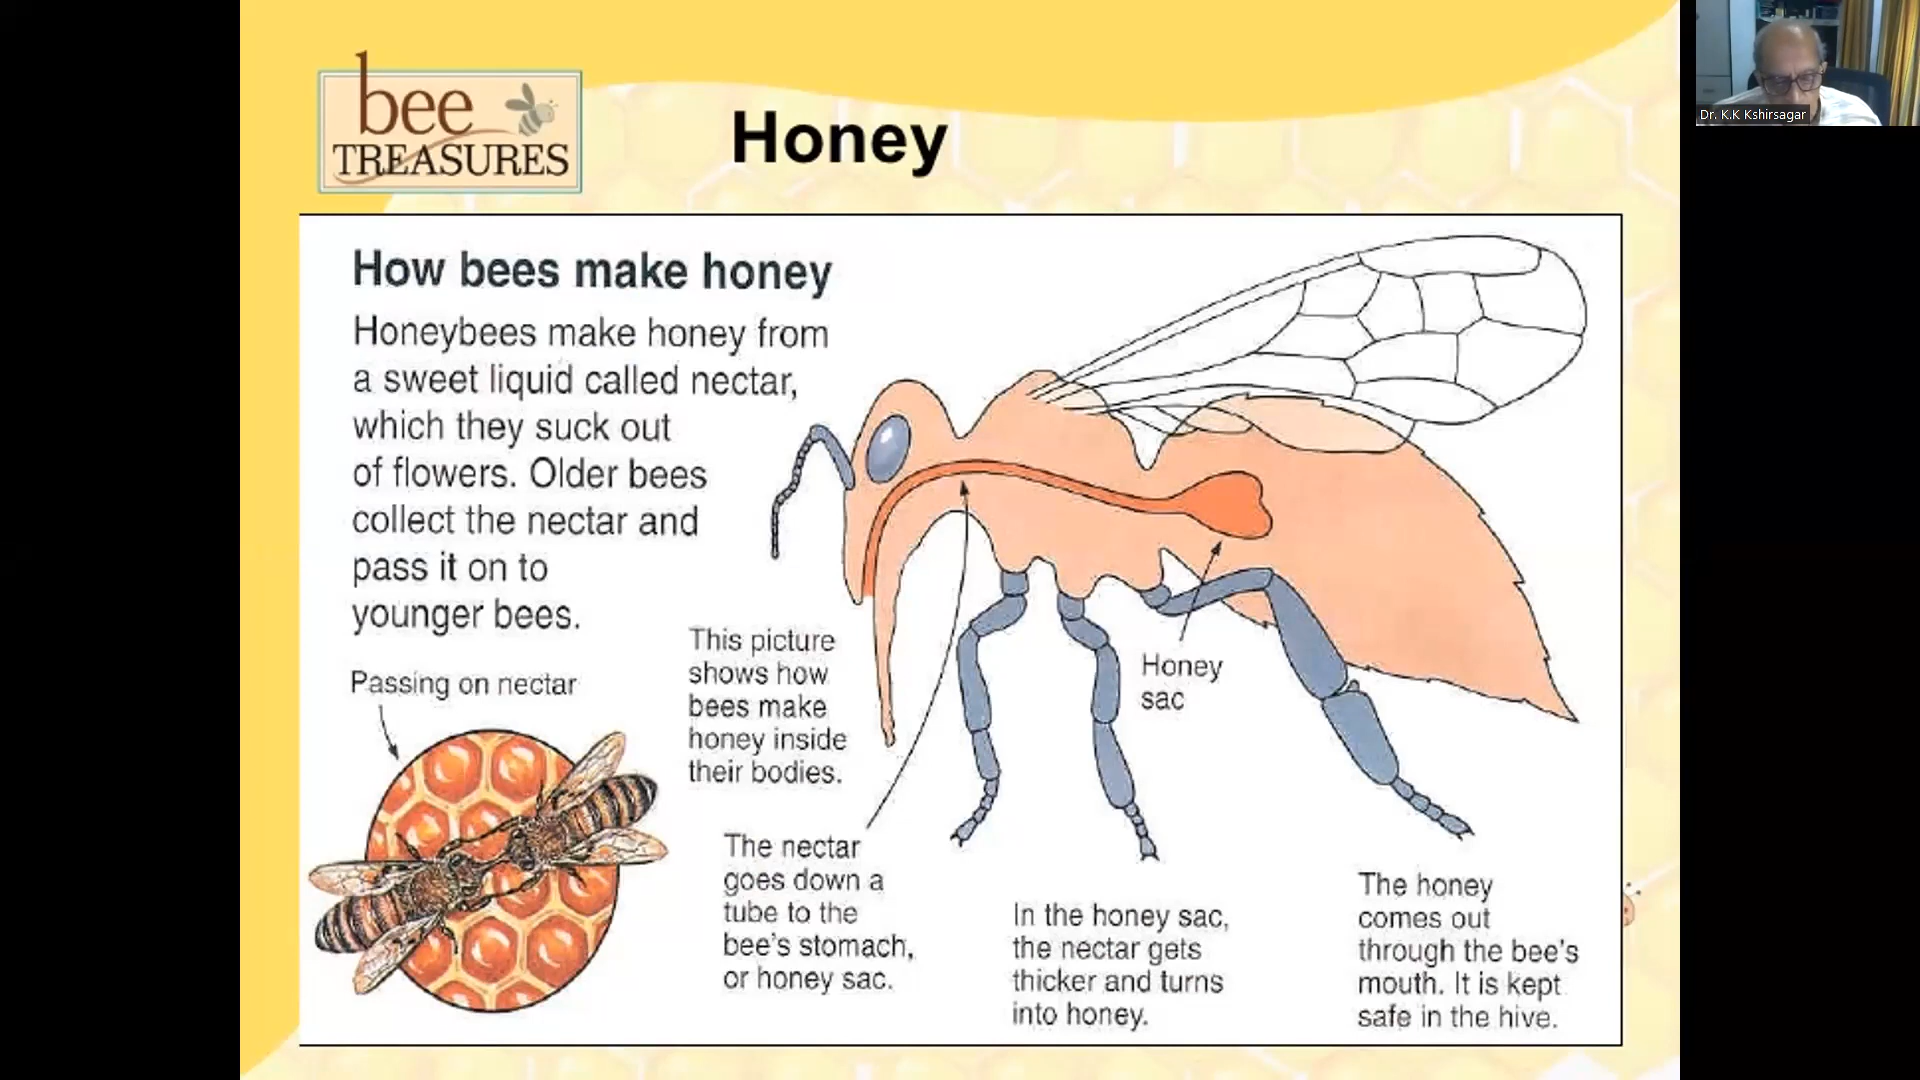 bee
TREASURES
Honey
Dr. K.K Kshirsagar
How bees make honey
Honeybees make honey from
a sweet liquid called nectar,
which they suck out
of flowers. Older bees
collect the nectar and
pass it on to
younger bees.
Passing on nectar
This picture
shows how
bees make
honey inside
their bodies.
Honey
sac
The nectar
goes down a
tube to the
bee's stomach,
or honey sac.
In the honey sac,
the nectar gets
thicker and turns
into honey.
The honey
comes out
through the bee's
mouth. It is kept
safe in the hive.